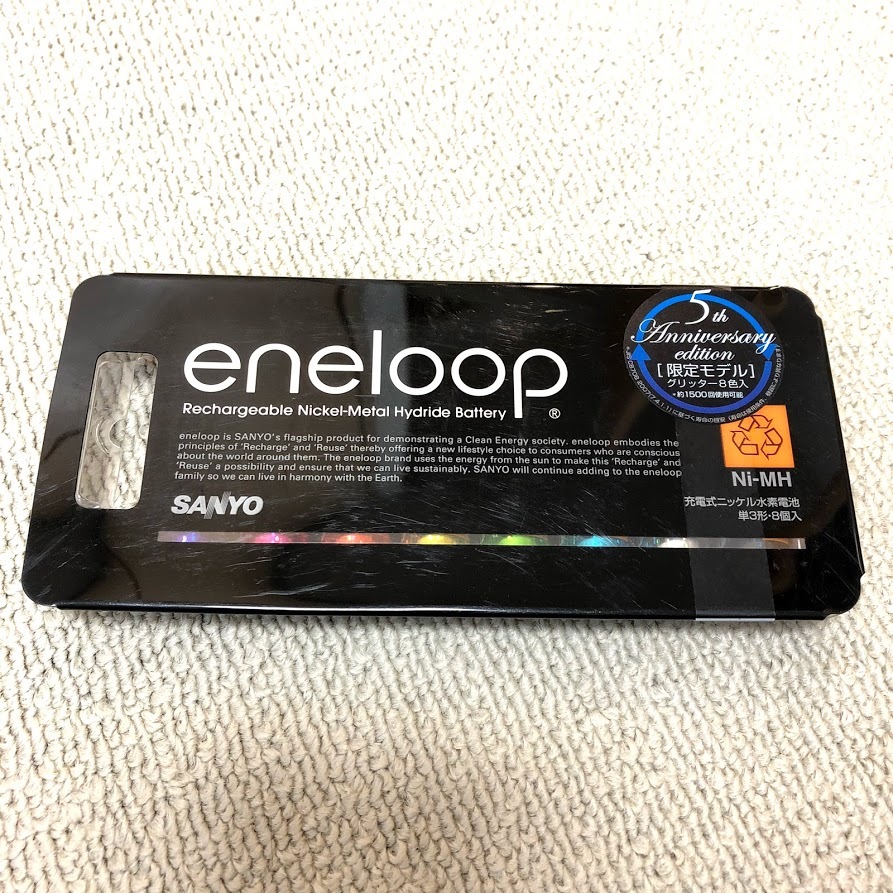 eneloop®
Rechargeable Nickel-Metal Hydride Battery
eneloop is SANYO's flagship product for demonstrating a Clean Energy society. eneloop embodies the
principles of 'Recharge' and 'Reuse' thereby offering a new lifestyle choice to consumers who are conscious
about the world around them. The eneloop brand uses the energy from the sun to make this 'Recharge' and
'Reuse' a possibility and ensure that we can live sustainably. SANYO will continue adding to the eneloop
family so we can live in harmony with the Earth.
SANYO
5th
Anniversary
edition
[限定モデル]
グリッター8色入
*約1500回使用可能
Ni-MH
充電式ニッケル水素電池
単3形・8個入